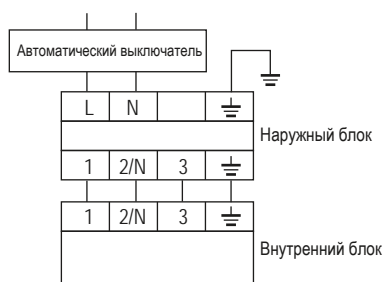 Автоматический выключатель
L N
Наружный блок
1 2/N 3
1 2/N 3
Внутренний блок